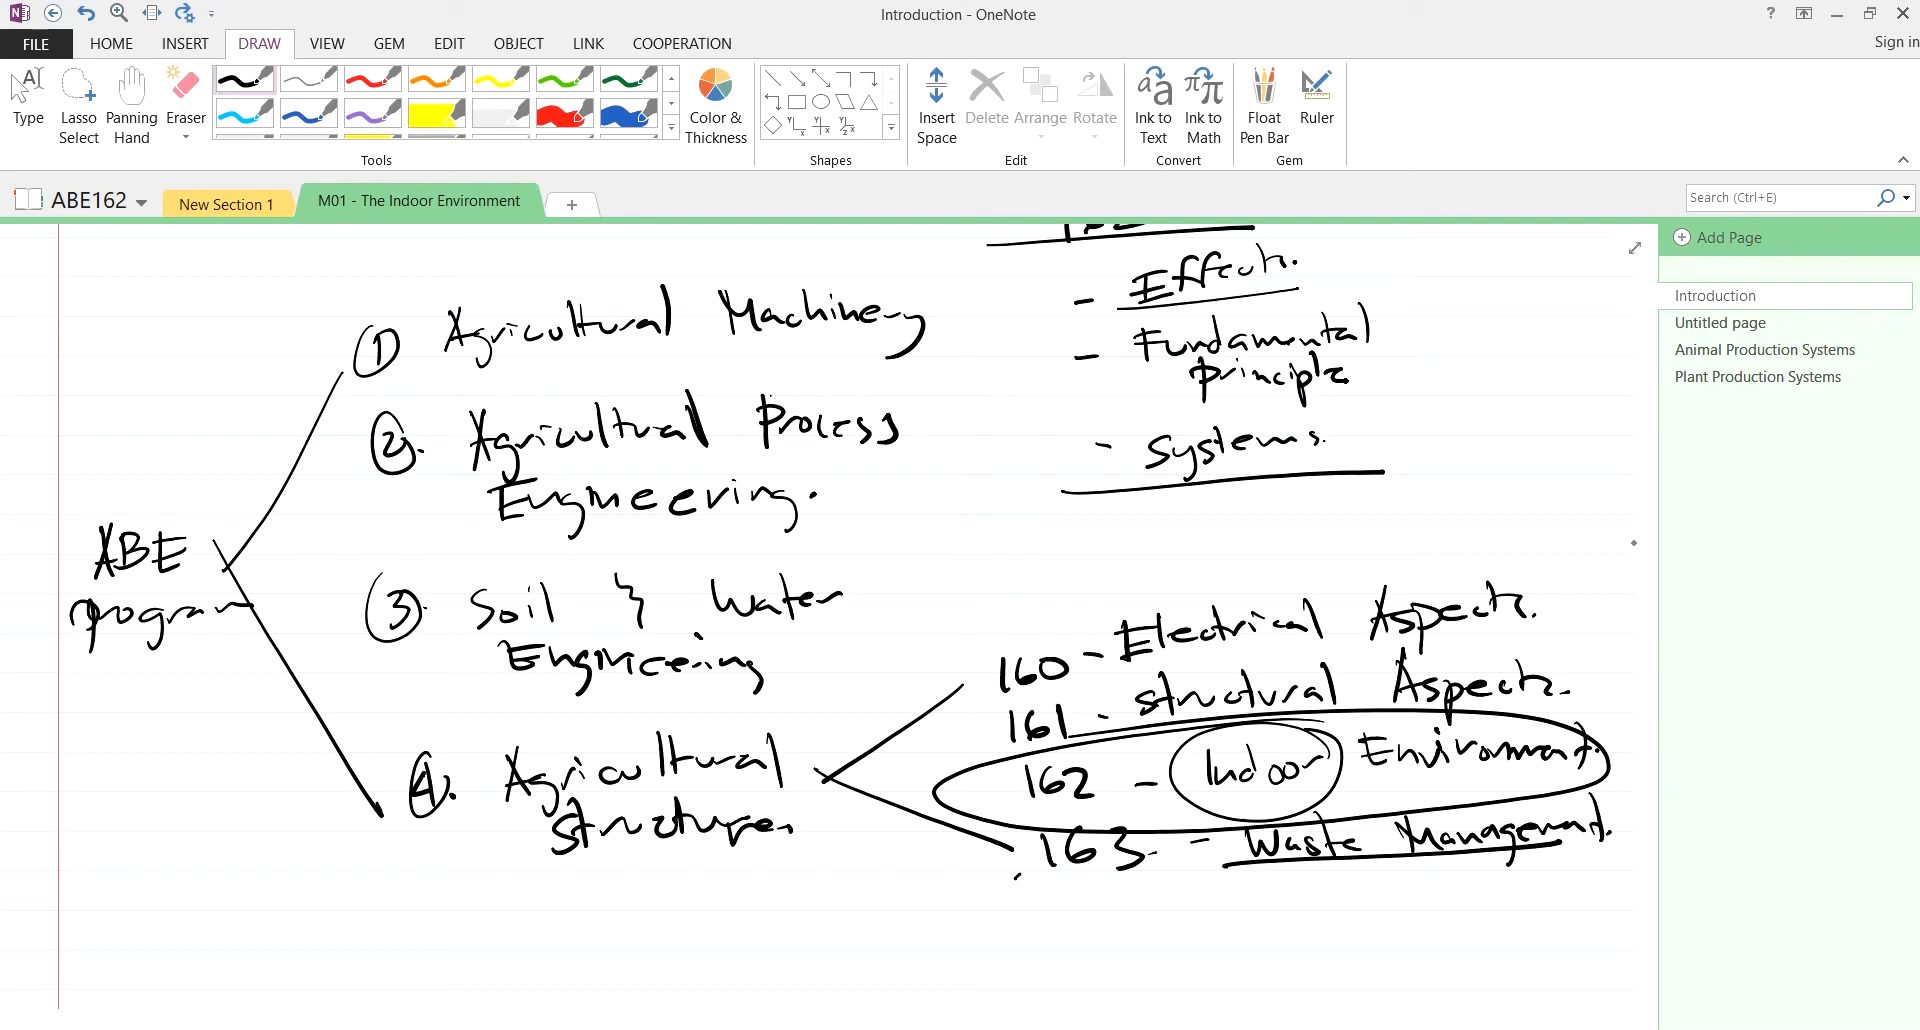 Introduction - OneNote
?
Sign in
FILE HOME INSERT DRAW VIEW GEM EDIT OBJECT LINK COOPERATION
Type
Lasso Select
Panning Hand
Eraser
Color & Thickness
Insert Space
Delete
Arrange
Rotate
Ink to Text
Ink to Math
Float Pen Bar
Ruler
Tools
Shapes
Edit
Convert
Gem
ABE162
New Section 1
M01 - The Indoor Environment
Search (Ctrl+E)
Add Page
Introduction
Untitled page
Animal Production Systems
Plant Production Systems
- Effects.
- Fundamental
Principles
- Systems.
ABE
program
① Agricultural Machinery
②. Agricultural Process
Engineering.
③. Soil & Water
Engineering
④. Agricultural
Structures
160 - Electrical Aspects.
161 - Structural Aspects.
162 - Indoor Environment.
163 - Waste Management.